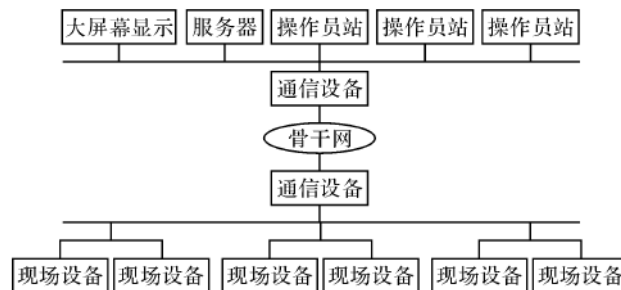 大屏幕显示 服务器 操作员站 操作员站 操作员站
通信设备
骨干网
通信设备
现场设备 现场设备 现场设备 现场设备 现场设备 现场设备